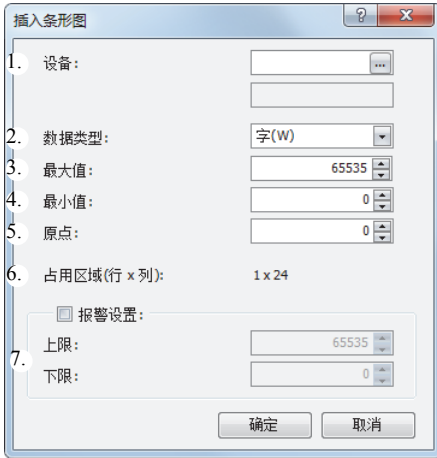 插入条形图
1. 设备： ...
2. 数据类型： 字(W)
3. 最大值： 65535
4. 最小值： 0
5. 原点： 0
6. 占用区域(行 x 列)： 1 x 24
报警设置：
上限： 65535
7.
下限： 0
确定 取消